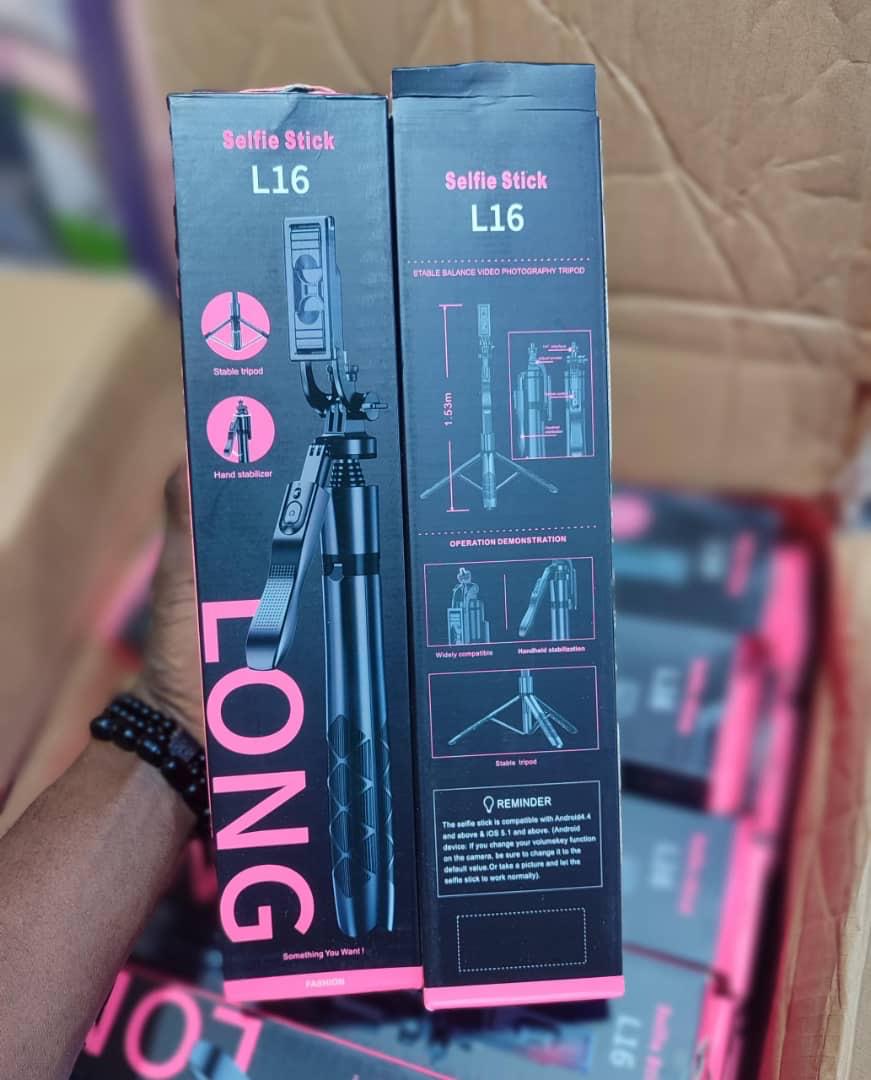 Selfie Stick
L16
Stable tripod
Hand stabilizer
LONG
Something You Want !
FASHION
Selfie Stick
L16
STABLE BALANCE VIDEO PHOTOGRAPHY TRIPOD
1.53m
OPERATION DEMONSTRATION
Widely compatible
Handheld stabilization
Stable tripod
REMINDER
The selfie stick is compatible with Android4.4
and above & iOS 5.1 and above. (Android
device: if you change your volumekey function
on the camera, be sure to change it to the
default value.Or take a picture and let the
selfie stick to work normally).
L16
LONG
L16